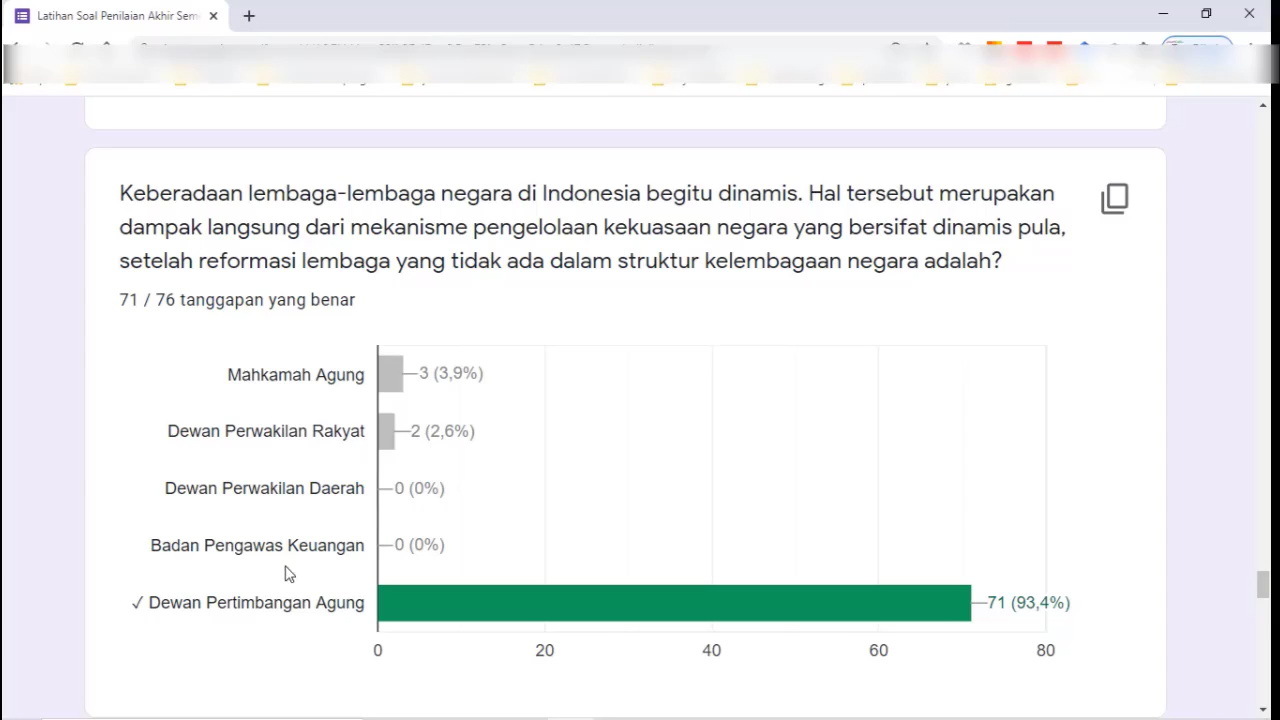 Latihan Soal Penilaian Akhir Sem
Keberadaan lembaga-lembaga negara di Indonesia begitu dinamis. Hal tersebut merupakan
dampak langsung dari mekanisme pengelolaan kekuasaan negara yang bersifat dinamis pula,
setelah reformasi lembaga yang tidak ada dalam struktur kelembagaan negara adalah?
71 / 76 tanggapan yang benar
Mahkamah Agung 3 (3,9%)
Dewan Perwakilan Rakyat 2 (2,6%)
Dewan Perwakilan Daerah 0 (0%)
Badan Pengawas Keuangan 0 (0%)
✓ Dewan Pertimbangan Agung 71 (93,4%)
0 20 40 60 80